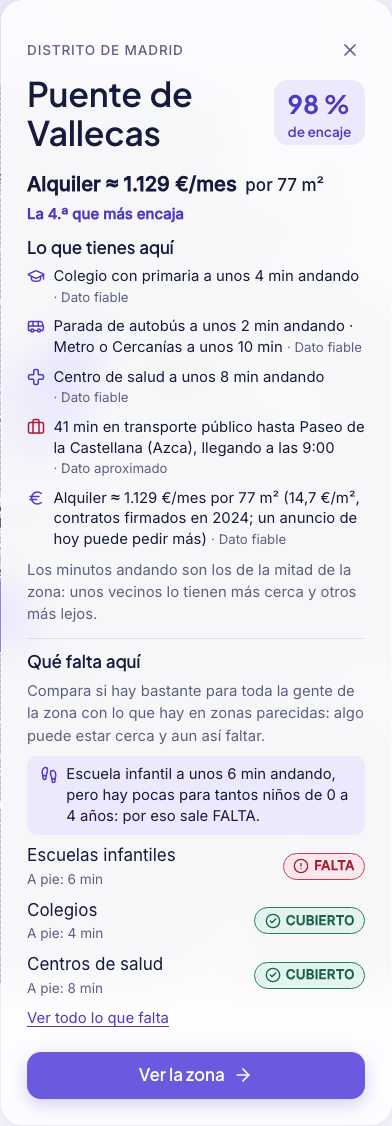 DISTRITO DE MADRID
Puente de
Vallecas
98 %
de encaje
Alquiler ≈ 1.129 €/mes por 77 m²
La 4.ª que más encaja
Lo que tienes aquí
Colegio con primaria a unos 4 min andando
· Dato fiable
Parada de autobús a unos 2 min andando ·
Metro o Cercanías a unos 10 min · Dato fiable
Centro de salud a unos 8 min andando
· Dato fiable
41 min en transporte público hasta Paseo de
la Castellana (Azca), llegando a las 9:00
· Dato aproximado
Alquiler ≈ 1.129 €/mes por 77 m² (14,7 €/m²,
contratos firmados en 2024; un anuncio de
hoy puede pedir más) · Dato fiable
Los minutos andando son los de la mitad de la
zona: unos vecinos lo tienen más cerca y otros
más lejos.
Qué falta aquí
Compara si hay bastante para toda la gente de
la zona con lo que hay en zonas parecidas: algo
puede estar cerca y aun así faltar.
Escuela infantil a unos 6 min andando,
pero hay pocas para tantos niños de 0 a
4 años: por eso sale FALTA.
Escuelas infantiles
A pie: 6 min
FALTA
Colegios
A pie: 4 min
CUBIERTO
Centros de salud
A pie: 8 min
CUBIERTO
Ver todo lo que falta
Ver la zona